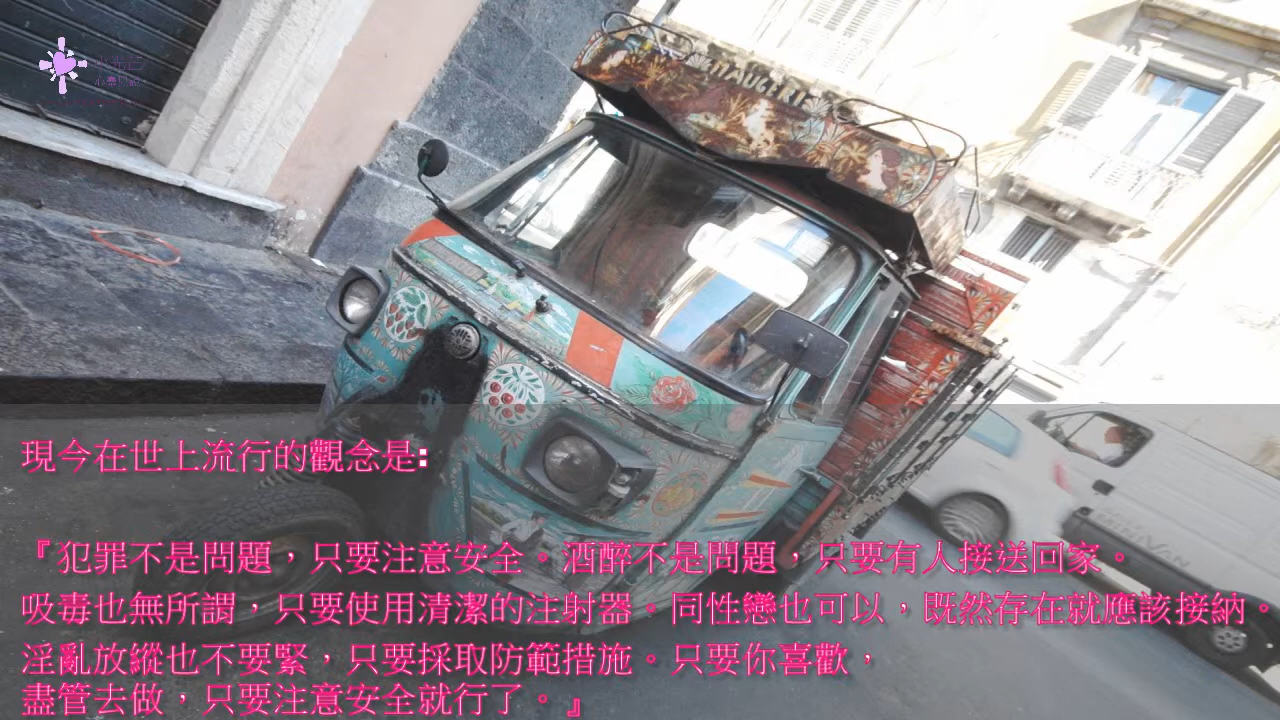 現今在世上流行的觀念是:
『犯罪不是問題，只要注意安全。酒醉不是問題，只要有人接送回家。
吸毒也無所謂，只要使用清潔的注射器。同性戀也可以，既然存在就應該接納。
淫亂放縱也不要緊，只要採取防範措施。只要你喜歡，
盡管去做，只要注意安全就行了。』